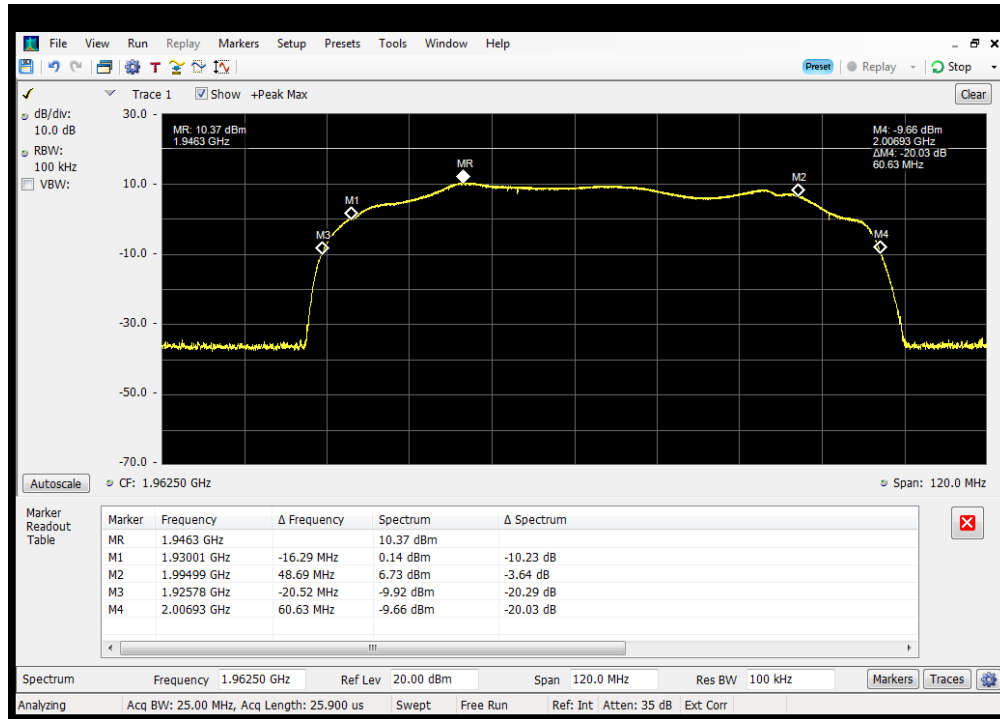 File View Run Replay Markers Setup Presets Tools Window Help
T Preset Replay Stop
Trace 1 Show +Peak Max Clear
dB/div:
10.0 dB
RBW:
100 kHz
VBW:
30.0 -
10.0 -
-10.0 -
-30.0 -
-50.0 -
-70.0 -
MR: 10.37 dBm
1.9463 GHz
M4: -9.66 dBm
2.00693 GHz
ΔM4: -20.03 dB
60.63 MHz
MR
M2
M1
M3
M4
Autoscale CF: 1.96250 GHz Span: 120.0 MHz
Marker
Readout
Table
Marker Frequency Δ Frequency Spectrum Δ Spectrum
MR 1.9463 GHz 10.37 dBm
M1 1.93001 GHz -16.29 MHz 0.14 dBm -10.23 dB
M2 1.99499 GHz 48.69 MHz 6.73 dBm -3.64 dB
M3 1.92578 GHz -20.52 MHz -9.92 dBm -20.29 dB
M4 2.00693 GHz 60.63 MHz -9.66 dBm -20.03 dB
Spectrum Frequency 1.96250 GHz Ref Lev 20.00 dBm Span 120.0 MHz Res BW 100 kHz Markers Traces
Analyzing Acq BW: 25.00 MHz, Acq Length: 25.900 us Swept Free Run Ref: Int Atten: 35 dB Ext Corr